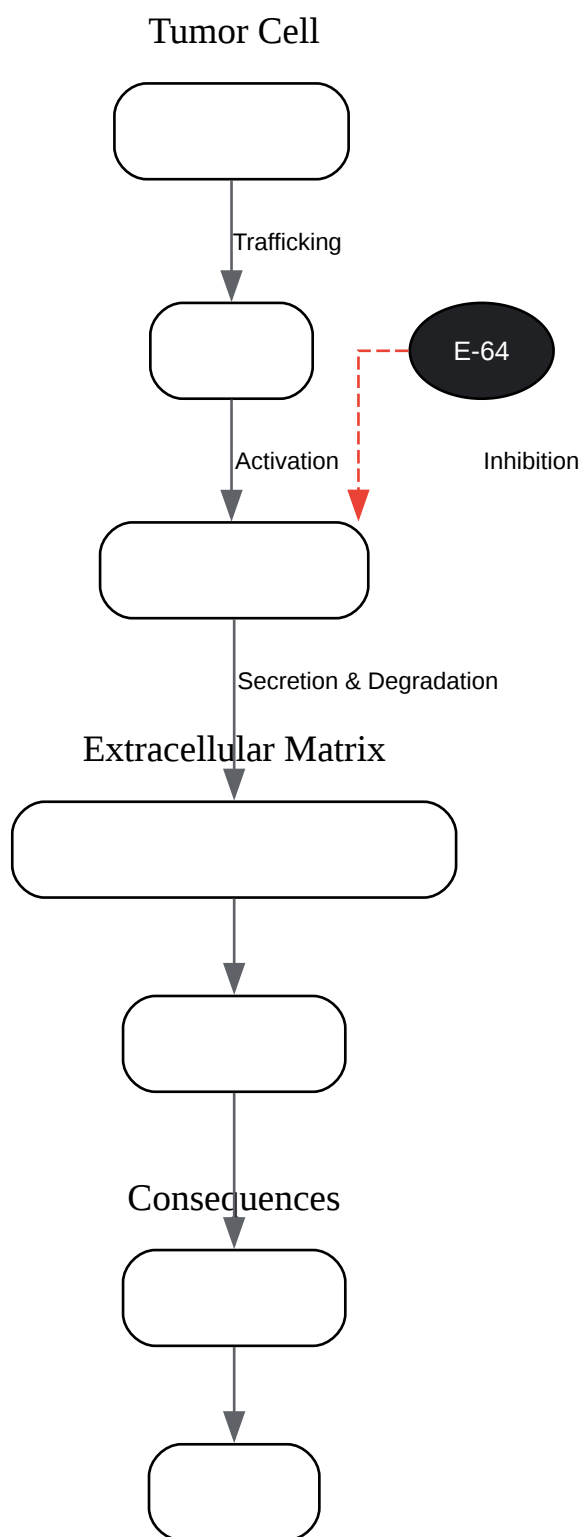 Tumor Cell
Trafficking
E-64
Activation
Inhibition
Secretion & Degradation
Extracellular Matrix
Consequences